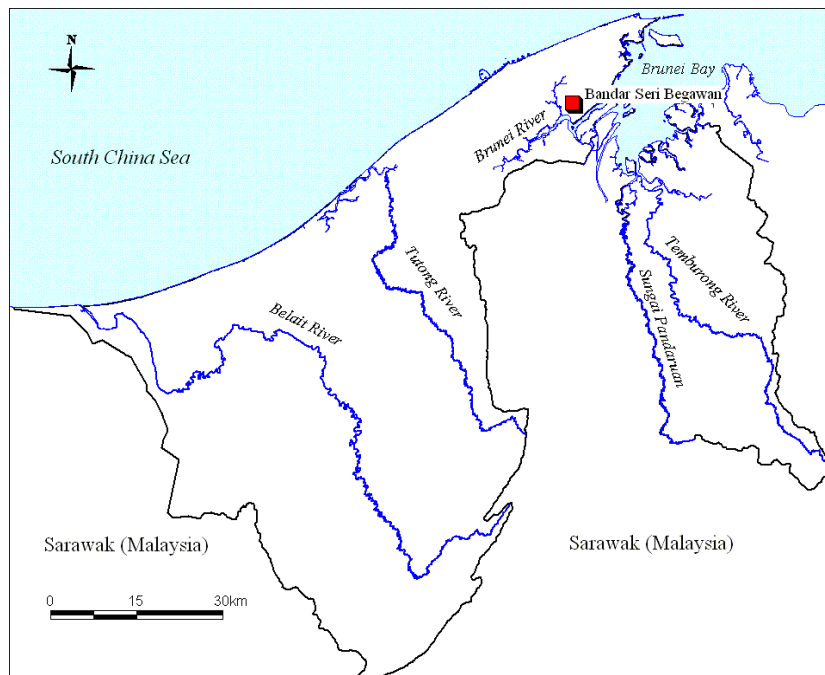 N
Brunei Bay
Bandar Seri Begawan
Brunei River
South China Sea
Tutong River
Temburong River
Sungai Pandaruan
Belait River
Sarawak (Malaysia)
Sarawak (Malaysia)
0 15 30km